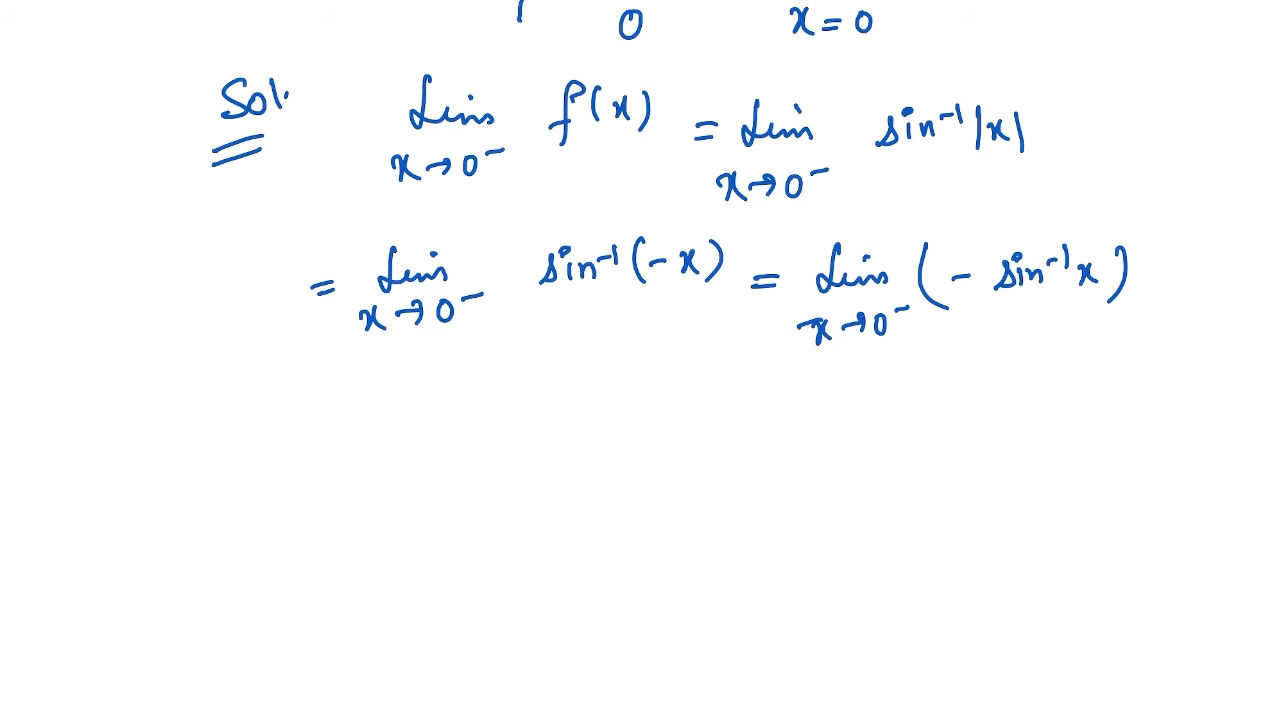 0 x = 0
Sol. Lim f(x) = Lim sin⁻¹|x|
x→0⁻ x→0⁻
= Lim sin⁻¹(-x) = Lim (- sin⁻¹x)
x→0⁻ x→0⁻